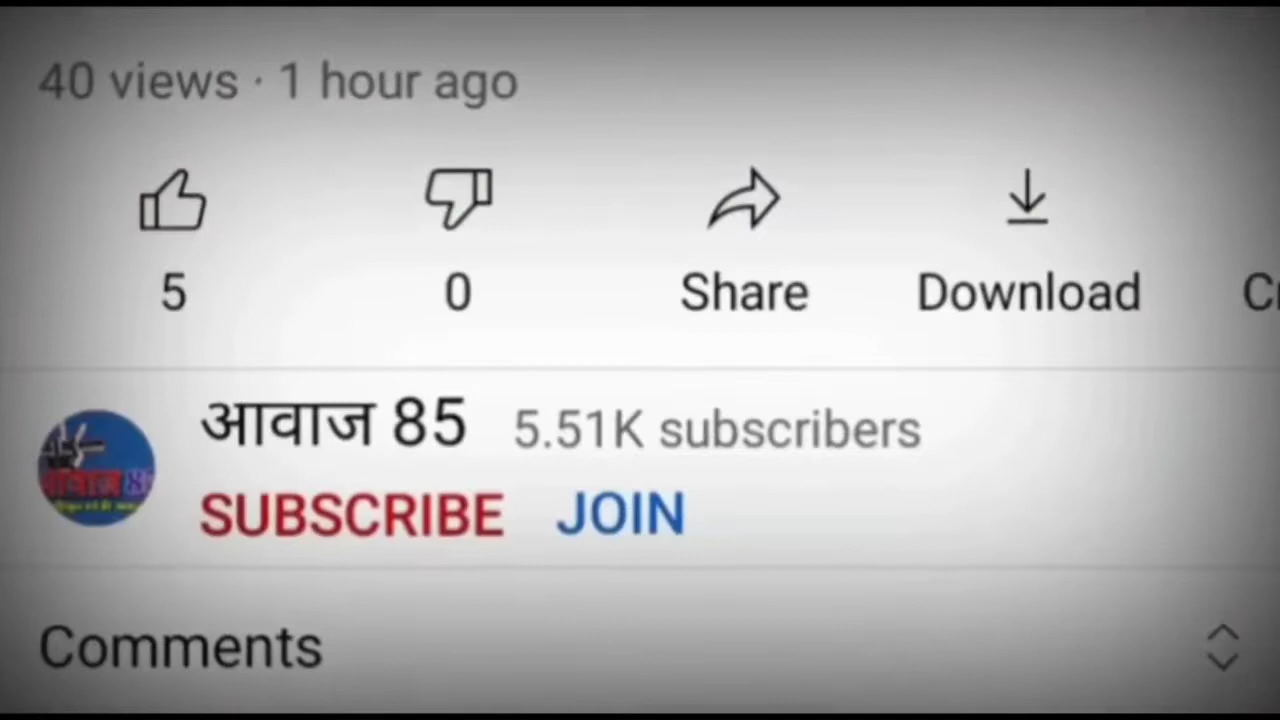 40 views · 1 hour ago
5
0
Share
Download
आवाज 85
5.51K subscribers
SUBSCRIBE
JOIN
Comments